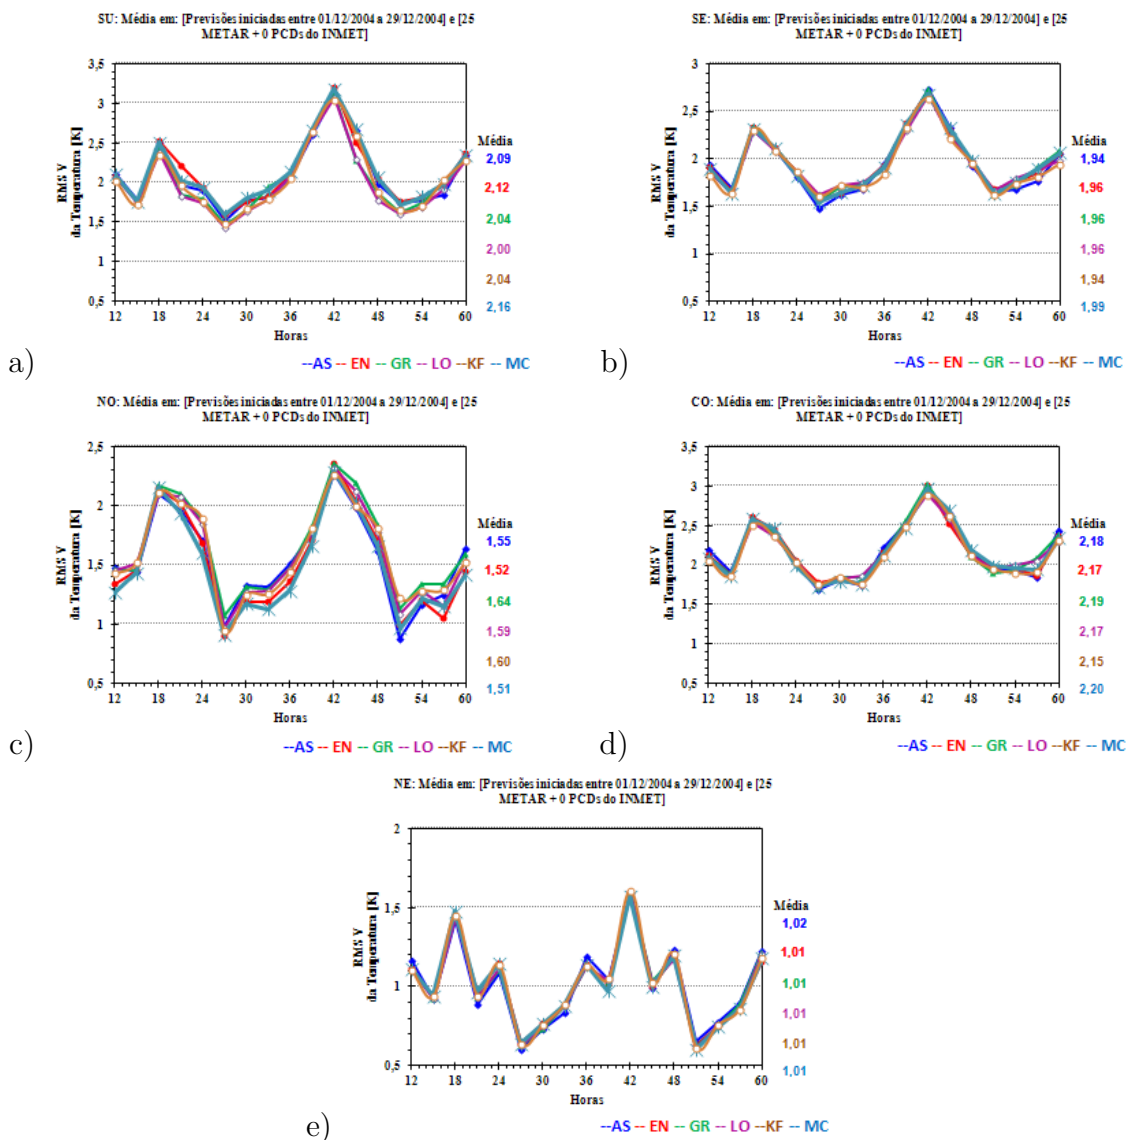 SU: Média em: [Previsões iniciadas entre 01/12/2004 a 29/12/2004] e [25
METAR + 0 PCDs do INMET]
3,5
3
2,5
2
1,5
1
0,5
RMS V
da Temperatura [K]
12 18 24 30 36 42 48 54 60
Horas
Média
2,09
2,12
2,04
2,00
2,04
2,16
--AS -- EN -- GR -- LO --KF -- MC
a)
SE: Média em: [Previsões iniciadas entre 01/12/2004 a 29/12/2004] e [25
METAR + 0 PCDs do INMET]
3
2,5
2
1,5
1
0,5
RMS V
da Temperatura [K]
12 18 24 30 36 42 48 54 60
Horas
Média
1,94
1,96
1,96
1,96
1,94
1,99
--AS -- EN -- GR -- LO --KF -- MC
b)
NO: Média em: [Previsões iniciadas entre 01/12/2004 a 29/12/2004] e [25
METAR + 0 PCDs do INMET]
2,5
2
1,5
1
0,5
RMS V
da Temperatura [K]
12 18 24 30 36 42 48 54 60
Horas
Média
1,55
1,52
1,64
1,59
1,60
1,51
--AS -- EN -- GR -- LO --KF -- MC
c)
CO: Média em: [Previsões iniciadas entre 01/12/2004 a 29/12/2004] e [25
METAR + 0 PCDs do INMET]
3,5
3
2,5
2
1,5
1
0,5
RMS V
da Temperatura [K]
12 18 24 30 36 42 48 54 60
Horas
Média
2,18
2,17
2,19
2,17
2,15
2,20
--AS -- EN -- GR -- LO --KF -- MC
d)
NE: Média em: [Previsões iniciadas entre 01/12/2004 a 29/12/2004] e [25
METAR + 0 PCDs do INMET]
2
1,5
1
0,5
RMS V
da Temperatura [K]
12 18 24 30 36 42 48 54 60
Horas
Média
1,02
1,01
1,01
1,01
1,01
1,01
--AS -- EN -- GR -- LO --KF -- MC
e)